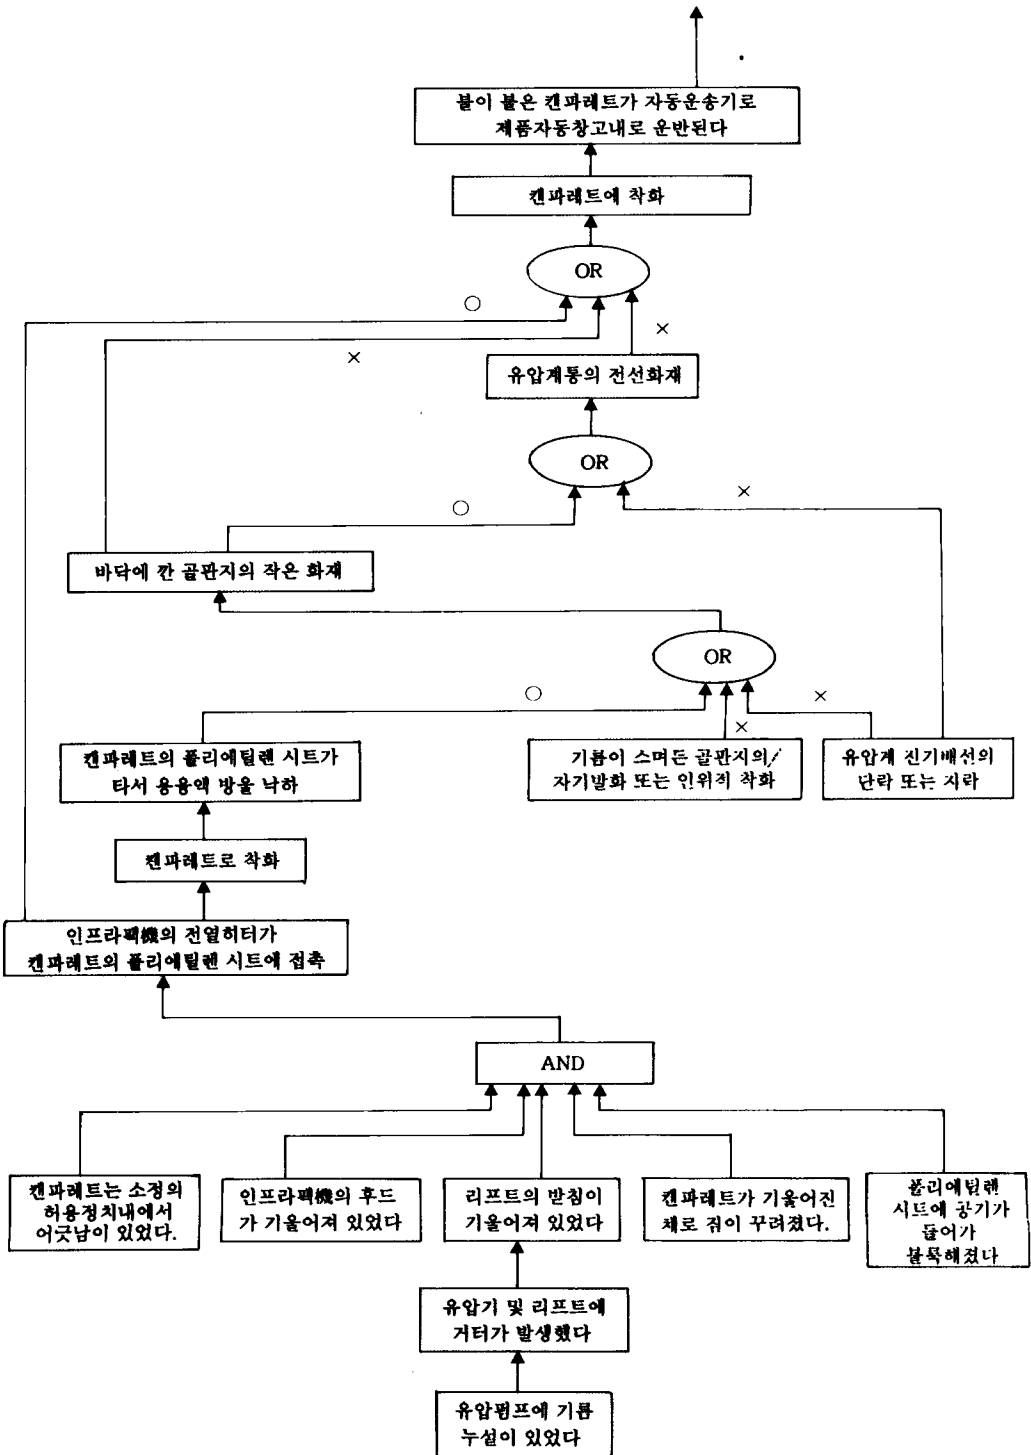 불이 붙은 캔파레트가 자동운송기로
제품자동창고내로 운반된다
캔파레트에 착화
OR
○
×
×
유압계통의 전선화재
OR
○
×
바닥에 깐 골판지의 작은 화재
OR
○
×
×
캔파레트의 폴리에틸렌 시트가
타서 용융액 방울 낙하
기름이 스며든 골판지의/
자기발화 또는 인위적 착화
유압계 전기배선의
단락 또는 지락
캔파레트로 착화
인프라팩機의 전열히터가
캔파레트의 폴리에틸렌 시트에 접촉
AND
캔파레트는 소정의
허용정치내에서
어긋남이 있었다.
인프라팩機의 후드
가 기울어져 있었다
리프트의 받침이
기울어져 있었다
캔파레트가 기울어진
채로 짐이 꾸려졌다.
폴리에틸렌
시트에 공기가
들어가
불룩해졌다
유압기 및 리프트에
거터가 발생했다
유압펌프에 기름
누설이 있었다